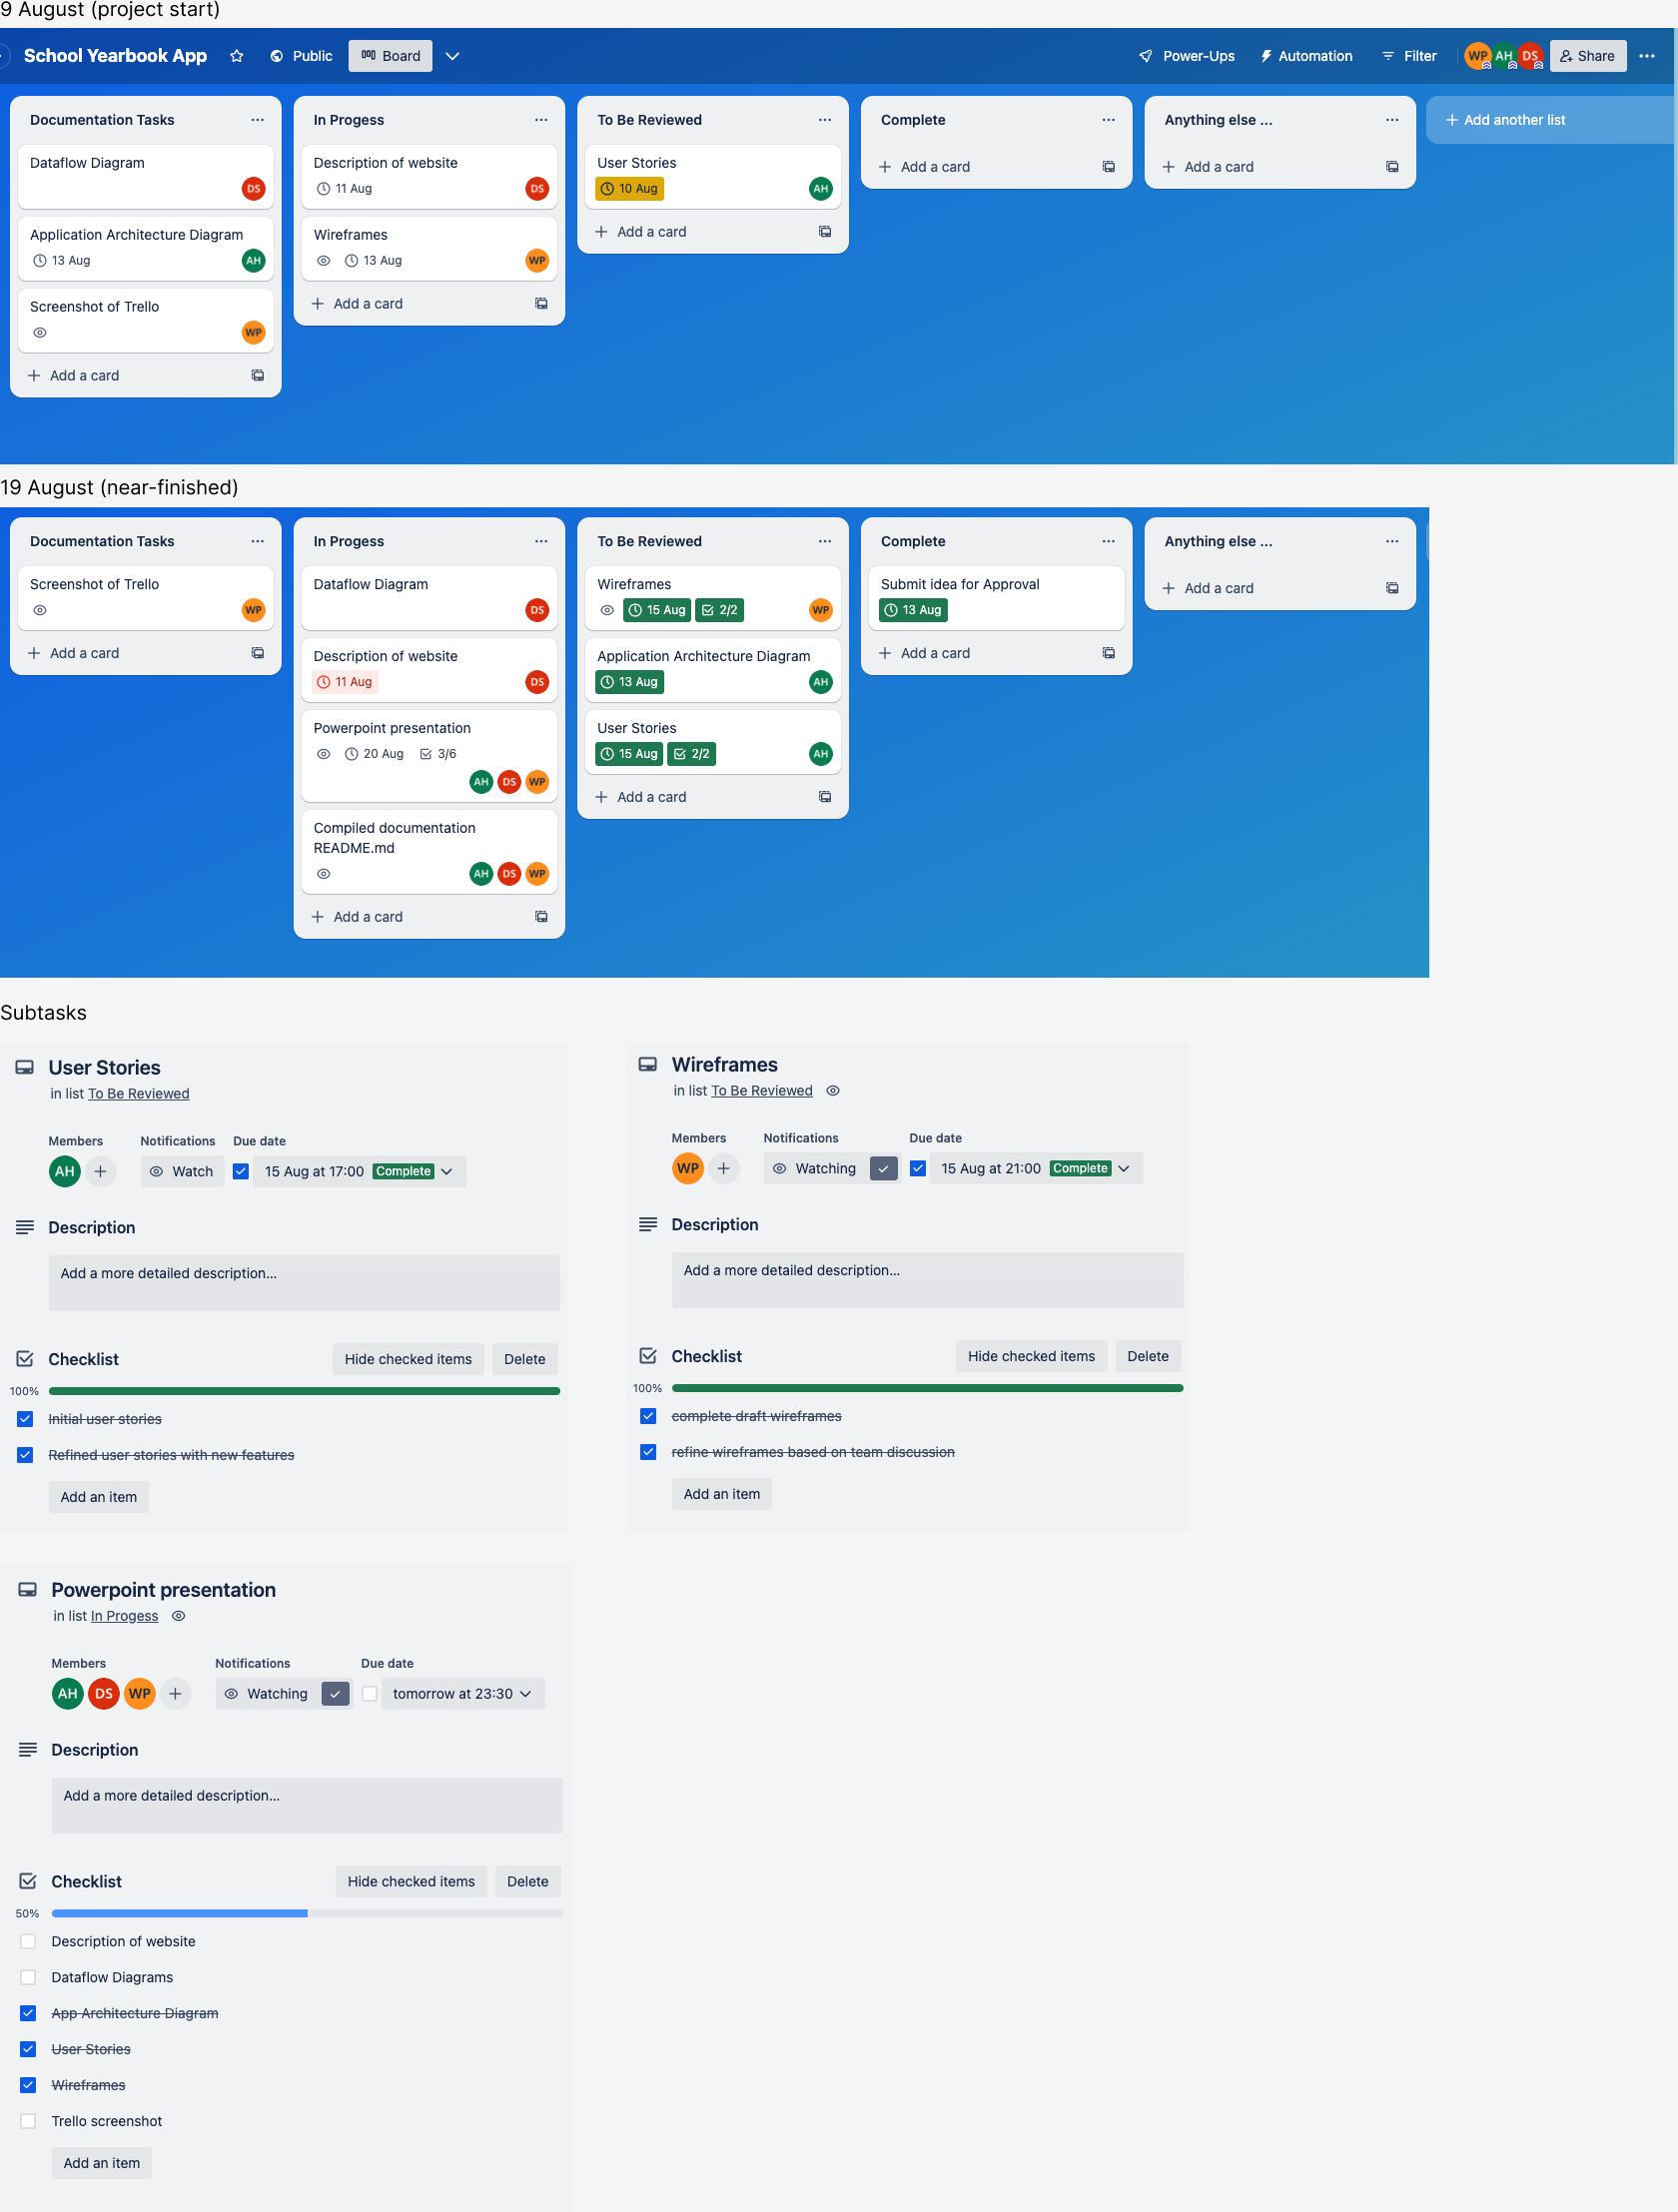 9 August (project start)
School Yearbook App Public Board Power-Ups Automation Filter WP AH DS Share
Documentation Tasks
Dataflow Diagram
DS
Application Architecture Diagram
13 Aug AH
Screenshot of Trello
WP
Add a card
In Progess
Description of website
11 Aug DS
Wireframes
13 Aug WP
Add a card
To Be Reviewed
User Stories
10 Aug AH
Add a card
Complete
Add a card
Anything else ...
Add a card
Add another list
19 August (near-finished)
Documentation Tasks
Screenshot of Trello
WP
Add a card
In Progess
Dataflow Diagram
DS
Description of website
11 Aug DS
Powerpoint presentation
20 Aug 3/6
AH DS WP
Compiled documentation
README.md
AH DS WP
Add a card
To Be Reviewed
Wireframes
15 Aug 2/2 WP
Application Architecture Diagram
13 Aug AH
User Stories
15 Aug 2/2 AH
Add a card
Complete
Submit idea for Approval
13 Aug
Add a card
Anything else ...
Add a card
Subtasks
User Stories
in list To Be Reviewed
Members Notifications Due date
AH Watch 15 Aug at 17:00 Complete
Description
Add a more detailed description...
Checklist Hide checked items Delete
100%
Initial user stories
Refined user stories with new features
Add an item
Wireframes
in list To Be Reviewed
Members Notifications Due date
WP Watching 15 Aug at 21:00 Complete
Description
Add a more detailed description...
Checklist Hide checked items Delete
100%
complete draft wireframes
refine wireframes based on team discussion
Add an item
Powerpoint presentation
in list In Progess
Members Notifications Due date
AH DS WP Watching tomorrow at 23:30
Description
Add a more detailed description...
Checklist Hide checked items Delete
50%
Description of website
Dataflow Diagrams
App Architecture Diagram
User Stories
Wireframes
Trello screenshot
Add an item